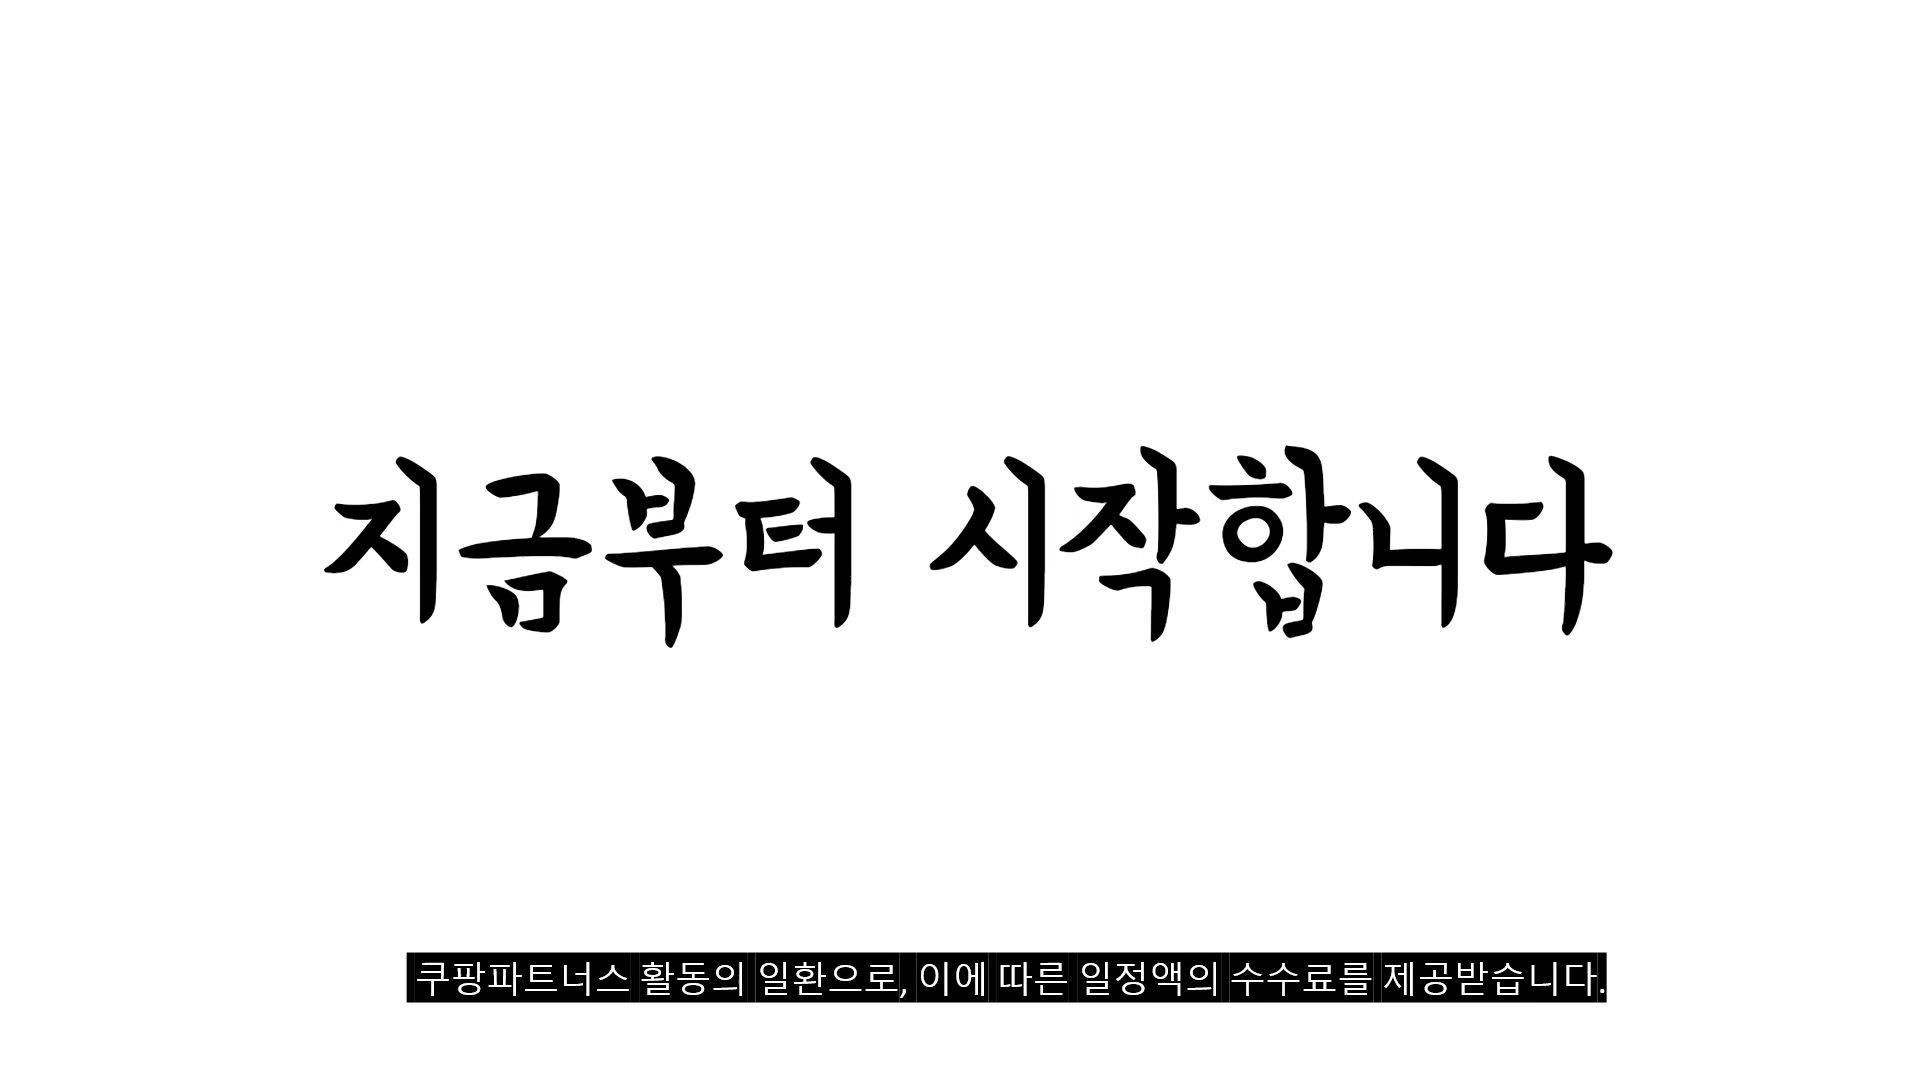 지금부터 시작합니다
쿠팡파트너스 활동의 일환으로, 이에 따른 일정액의 수수료를 제공받습니다.